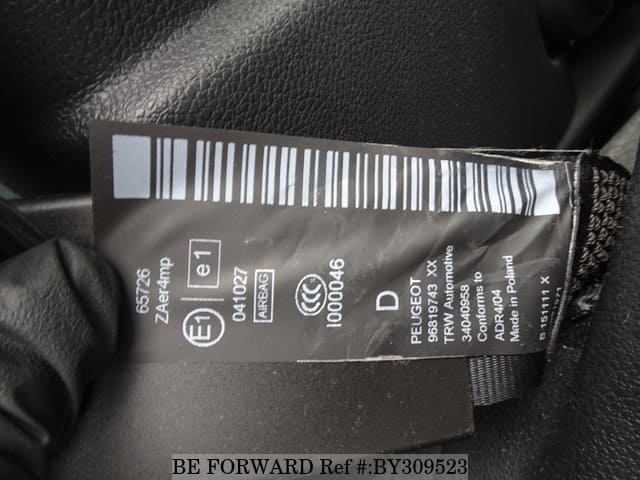 65726
ZAer4mp
E1
e1
041027
AIRBAG
CCC
I000046
D
PEUGEOT
96819743 XX
TRW Automotive
34040958
Conforms to
ADR4/04
Made in Poland
S 151111 X
BE FORWARD Ref #:BY309523